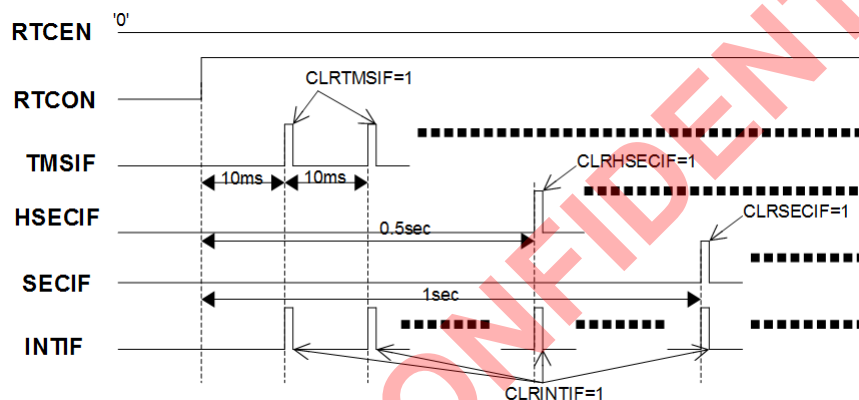 RTCEN '0'
RTCON
CLRTMSIF=1
TMSIF
10ms 10ms
CLRHSECIF=1
HSECIF
0.5sec
CLRSECIF=1
SECIF
1sec
INTIF
CLRINTIF=1
ONFIDENT